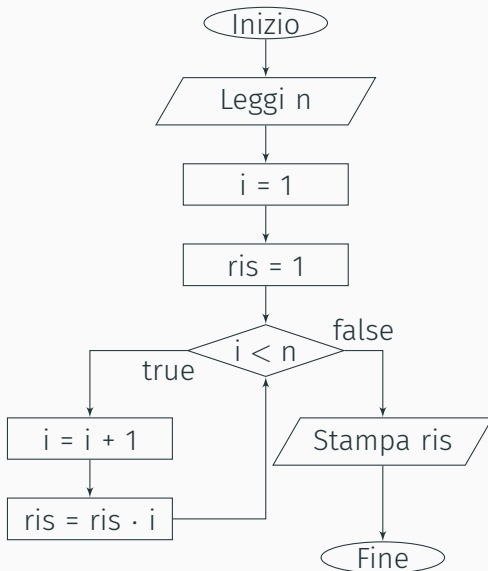 Inizio
Leggi n
i = 1
ris = 1
i < n
true
false
i = i + 1
ris = ris · i
Stampa ris
Fine